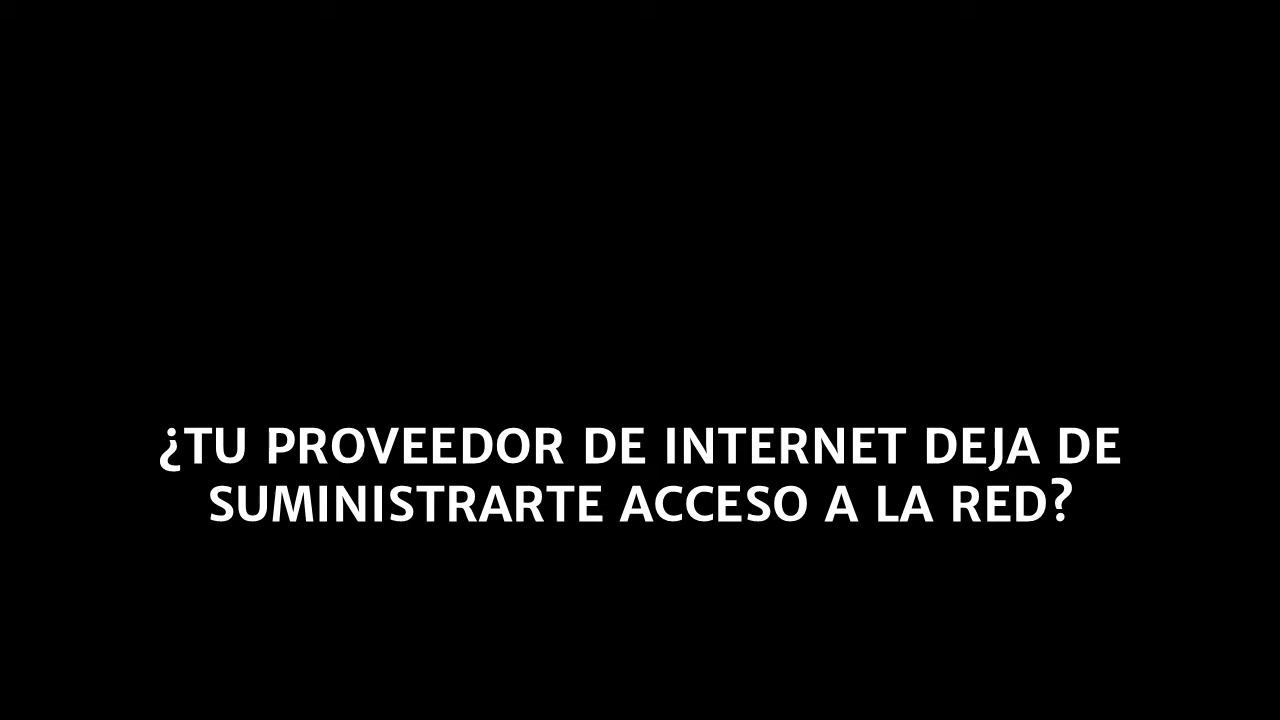 ¿TU PROVEEDOR DE INTERNET DEJA DE
SUMINISTRARTE ACCESO A LA RED?